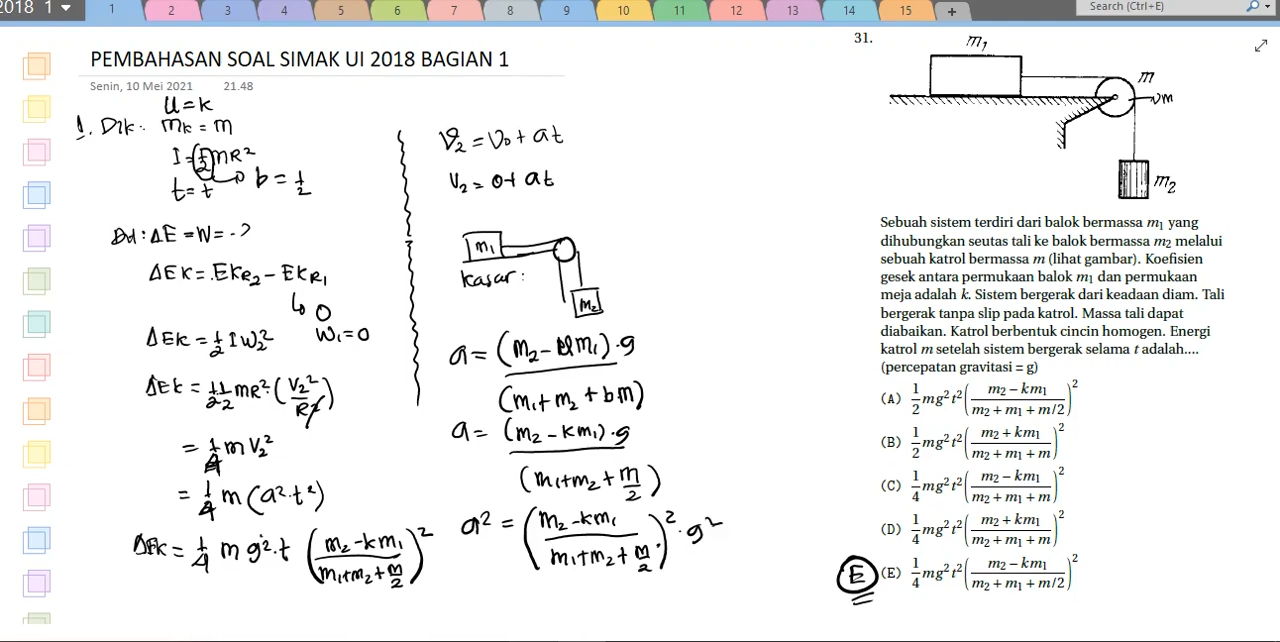 2018 1
1 2 3 4 5 6 7 8 9 10 11 12 13 14 15 +
Search (Ctrl+E)
PEMBAHASAN SOAL SIMAK UI 2018 BAGIAN 1
Senin, 10 Mei 2021 21.48
u = k
1. Dik: mk = m
I = (1/2) mR²
t = t → b = 1/2
Dit : ΔE = W = -?
ΔEK = EKR2 - EKR1
↳ 0
ΔEK = 1/2 I W2² W1 = 0
ΔEK = 1/2 1/2 mR² · (V2²/R²)
= 1/4 m V2²
= 1/4 m (a² · t²)
ΔEK = 1/4 m g² · t ((m2 - km1)/(m1 + m2 + m/2))²
V2 = V0 + at
V2 = 0 + at
m1
m2
kasar :
a = (m2 - um1) · g / (m1 + m2 + bm)
a = (m2 - km1) · g / (m1 + m2 + m/2)
a² = ((m2 - km1)/(m1 + m2 + m/2))² · g²
31.
m1
m
m
m2
Sebuah sistem terdiri dari balok bermassa m1 yang
dihubungkan seutas tali ke balok bermassa m2 melalui
sebuah katrol bermassa m (lihat gambar). Koefisien
gesek antara permukaan balok m1 dan permukaan
meja adalah k. Sistem bergerak dari keadaan diam. Tali
bergerak tanpa slip pada katrol. Massa tali dapat
diabaikan. Katrol berbentuk cincin homogen. Energi
katrol m setelah sistem bergerak selama t adalah....
(percepatan gravitasi = g)
(A) 1/2 mg²t² ((m2 − km1)/(m2 + m1 + m/2))²
(B) 1/2 mg²t² ((m2 + km1)/(m2 + m1 + m))²
(C) 1/4 mg²t² ((m2 − km1)/(m2 + m1 + m))²
(D) 1/4 mg²t² ((m2 + km1)/(m2 + m1 + m))²
E (E) 1/4 mg²t² ((m2 − km1)/(m2 + m1 + m/2))²